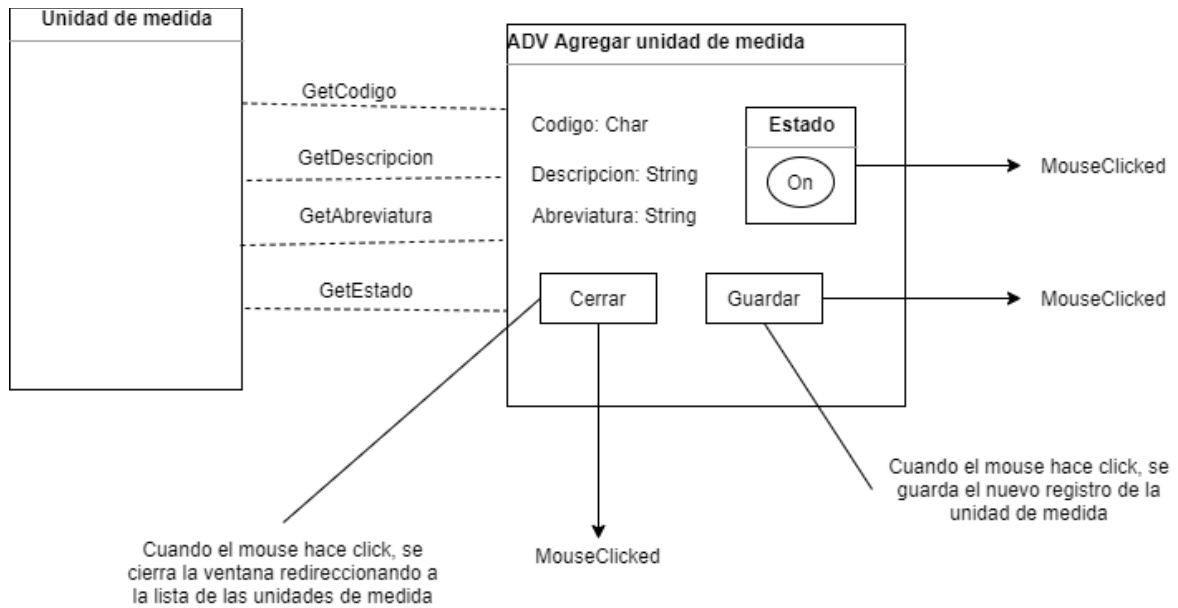 Unidad de medida
ADV Agregar unidad de medida
GetCodigo
GetDescripcion
GetAbreviatura
GetEstado
Codigo: Char
Descripcion: String
Abreviatura: String
Estado
On
MouseClicked
Cerrar
Guardar
MouseClicked
Cuando el mouse hace click, se
guarda el nuevo registro de la
unidad de medida
Cuando el mouse hace click, se
cierra la ventana redireccionando a
la lista de las unidades de medida
MouseClicked